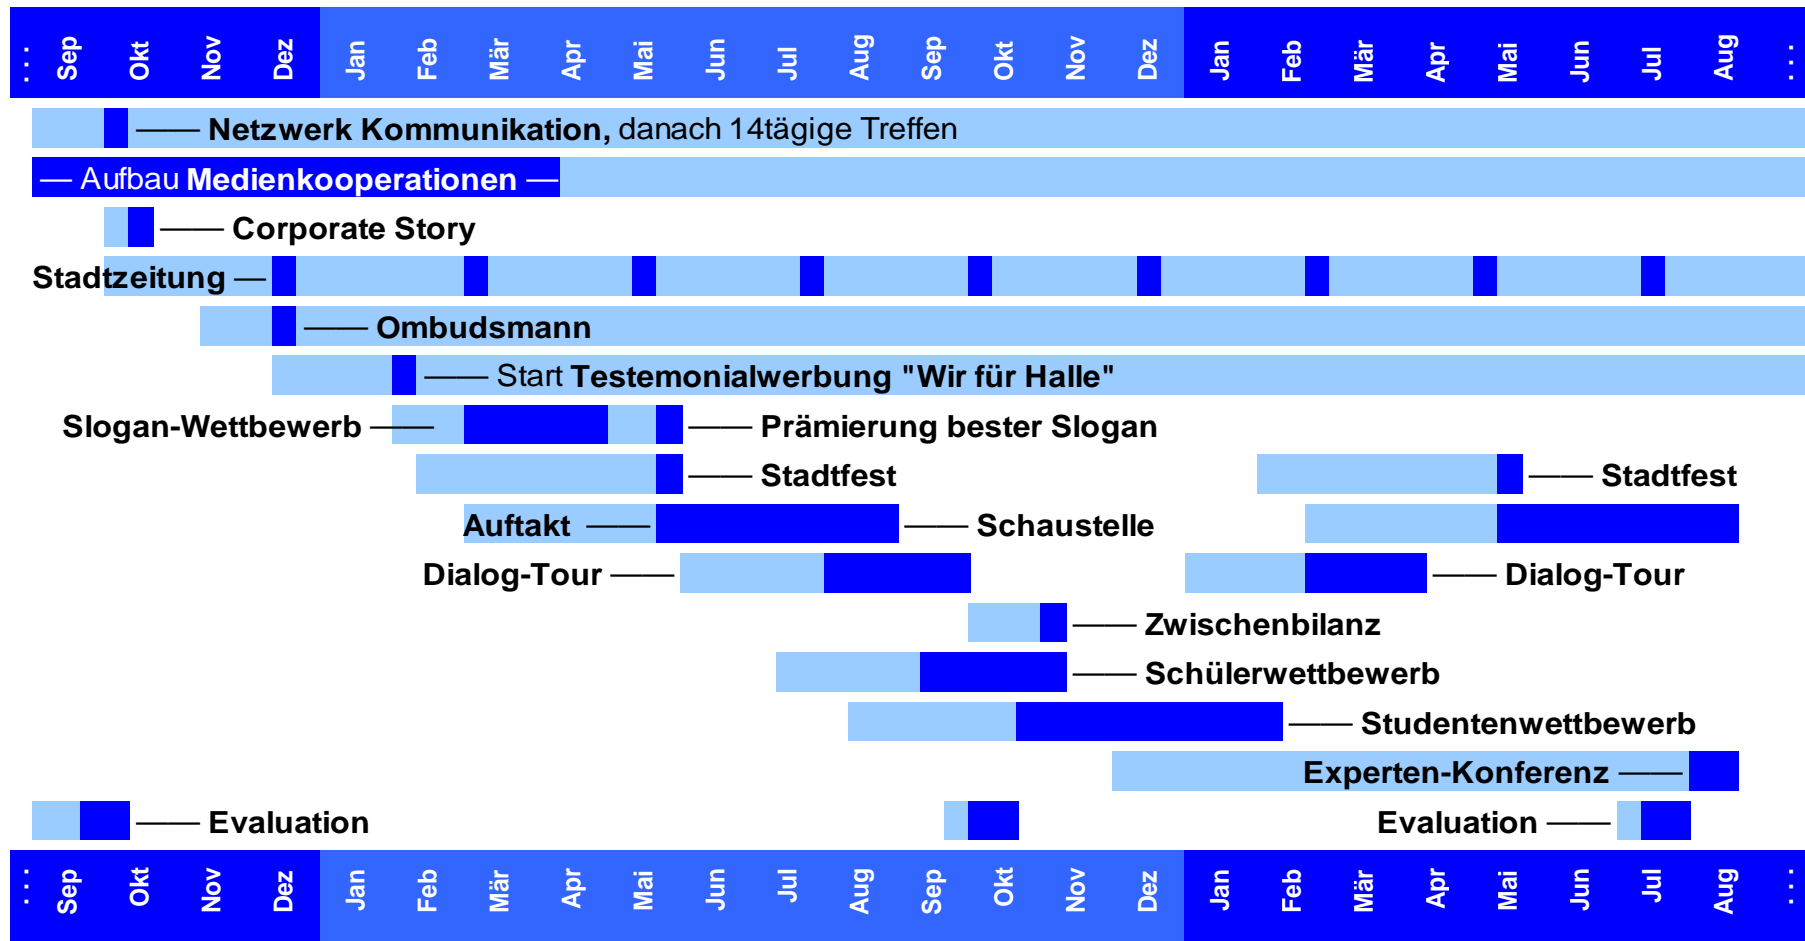 . . . Sep Okt Nov Dez Jan Feb Mär Apr Mai Jun Jul Aug Sep Okt Nov Dez Jan Feb Mär Apr Mai Jun Jul Aug . . .
Netzwerk Kommunikation, danach 14tägige Treffen
Aufbau Medienkooperationen
Corporate Story
Stadtzeitung
Ombudsmann
Start Testemonialwerbung "Wir für Halle"
Slogan-Wettbewerb Prämierung bester Slogan
Stadtfest Stadtfest
Auftakt Schaustelle
Dialog-Tour Dialog-Tour
Zwischenbilanz
Schülerwettbewerb
Studentenwettbewerb
Experten-Konferenz
Evaluation Evaluation
. . . Sep Okt Nov Dez Jan Feb Mär Apr Mai Jun Jul Aug Sep Okt Nov Dez Jan Feb Mär Apr Mai Jun Jul Aug . . .